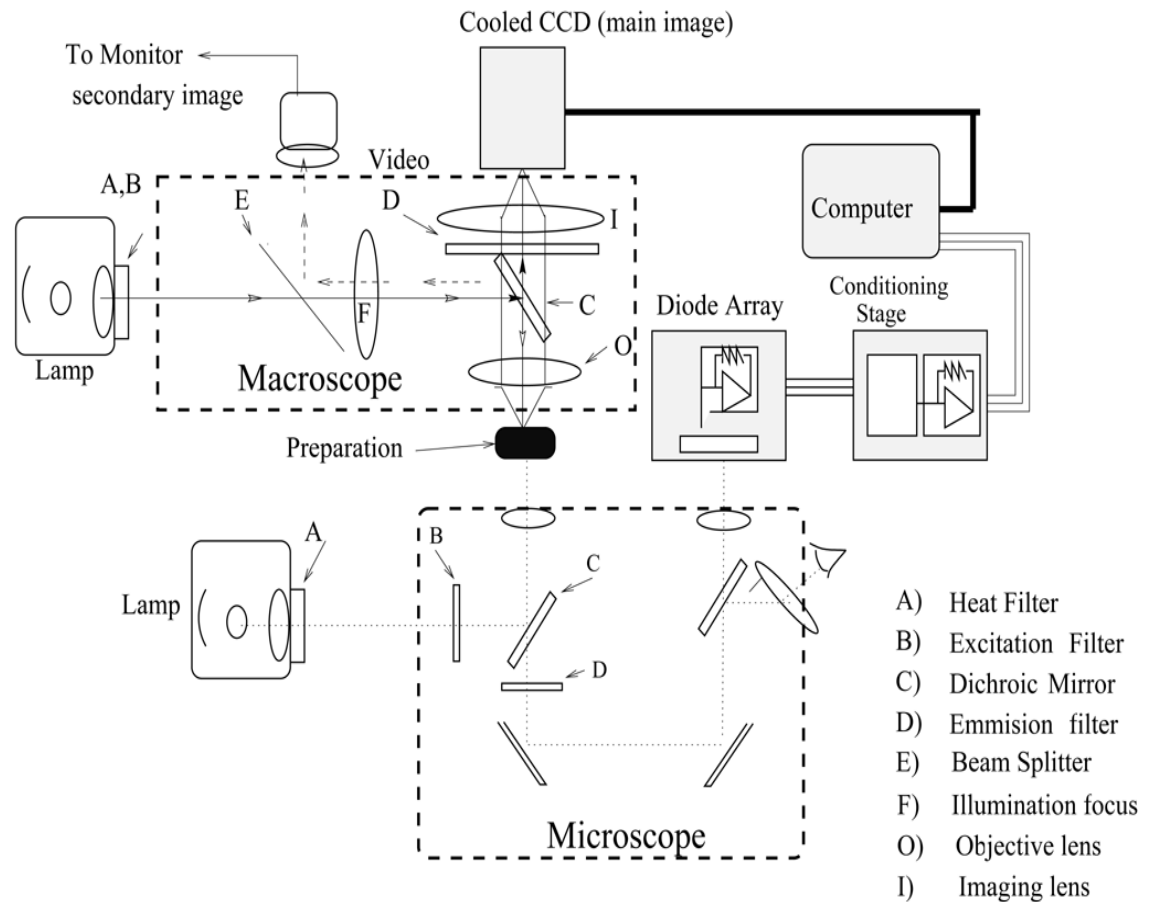 Cooled CCD (main image)
To Monitor
secondary image
Video
A,B
E
D
I
Computer
F
C
Conditioning
Stage
Diode Array
O
Lamp
Macroscope
Preparation
A
B
C
Lamp
D
Microscope
A) Heat Filter
B) Excitation Filter
C) Dichroic Mirror
D) Emmision filter
E) Beam Splitter
F) Illumination focus
O) Objective lens
I) Imaging lens